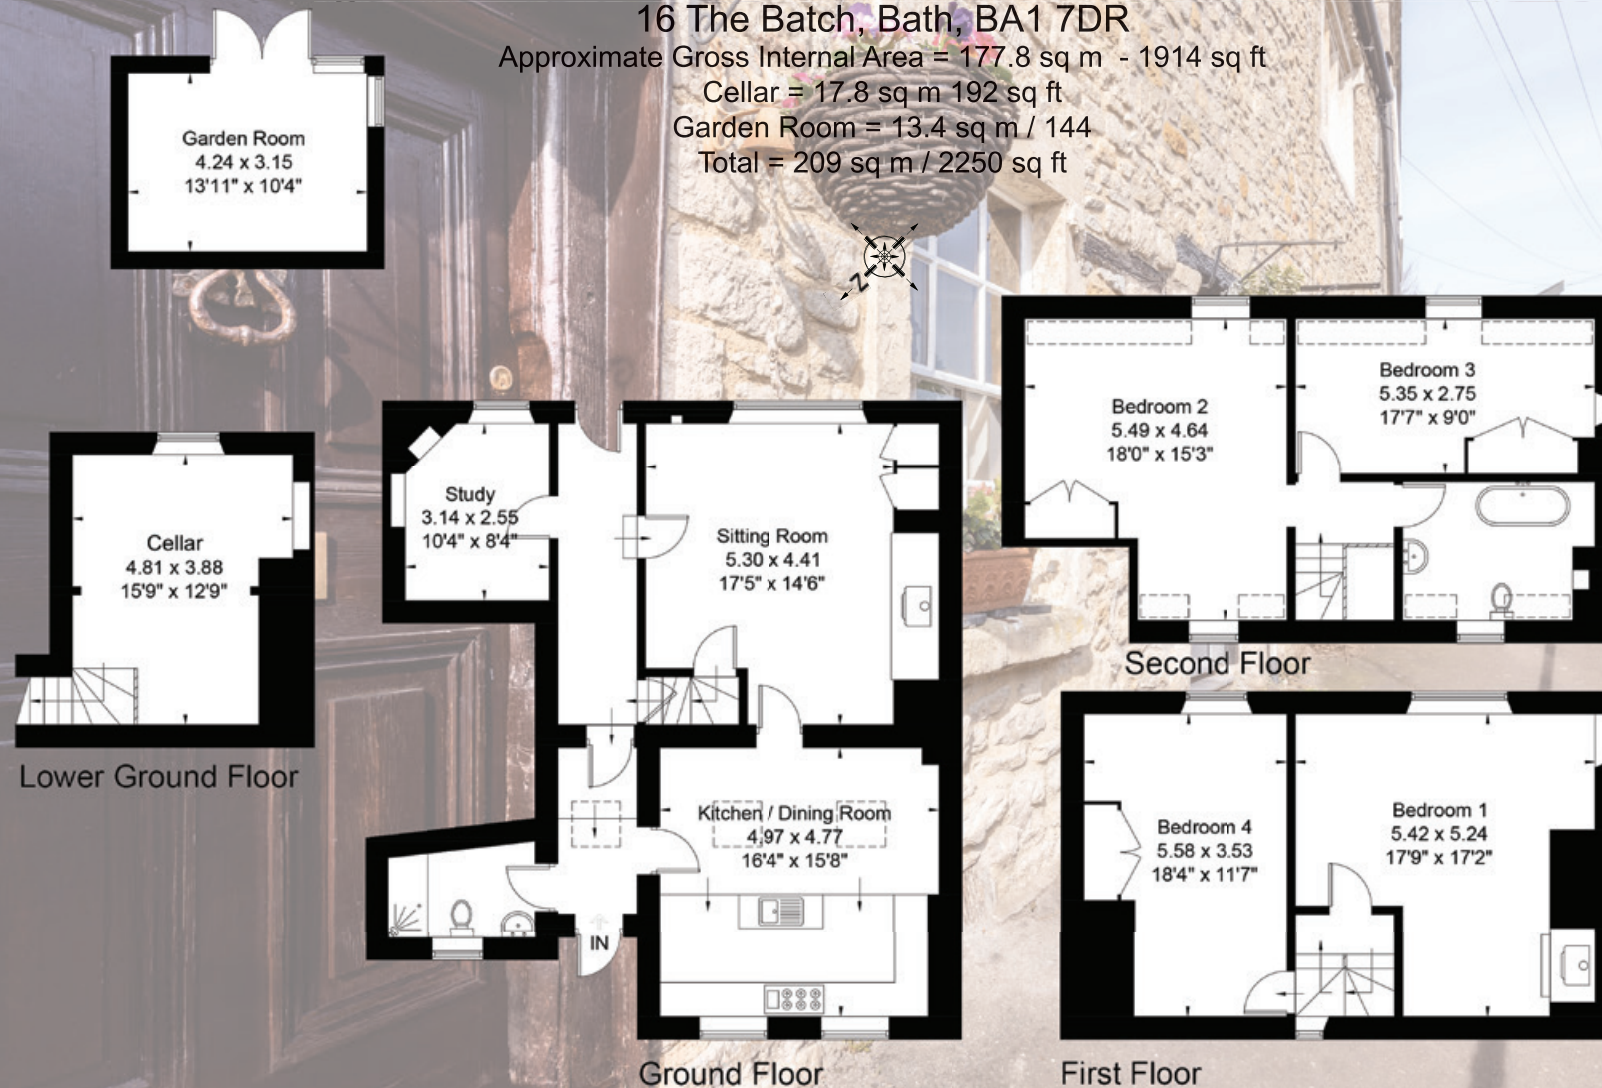 16 The Batch, Bath, BA1 7DR
Approximate Gross Internal Area = 177.8 sq m - 1914 sq ft
Cellar = 17.8 sq m 192 sq ft
Garden Room = 13.4 sq m / 144
Total = 209 sq m / 2250 sq ft
N
Garden Room
4.24 x 3.15
13'11" x 10'4"
Cellar
4.81 x 3.88
15'9" x 12'9"
Lower Ground Floor
Study
3.14 x 2.55
10'4" x 8'4"
Sitting Room
5.30 x 4.41
17'5" x 14'6"
Kitchen / Dining Room
4.97 x 4.77
16'4" x 15'8"
IN
Ground Floor
Bedroom 2
5.49 x 4.64
18'0" x 15'3"
Bedroom 3
5.35 x 2.75
17'7" x 9'0"
Second Floor
Bedroom 4
5.58 x 3.53
18'4" x 11'7"
Bedroom 1
5.42 x 5.24
17'9" x 17'2"
First Floor